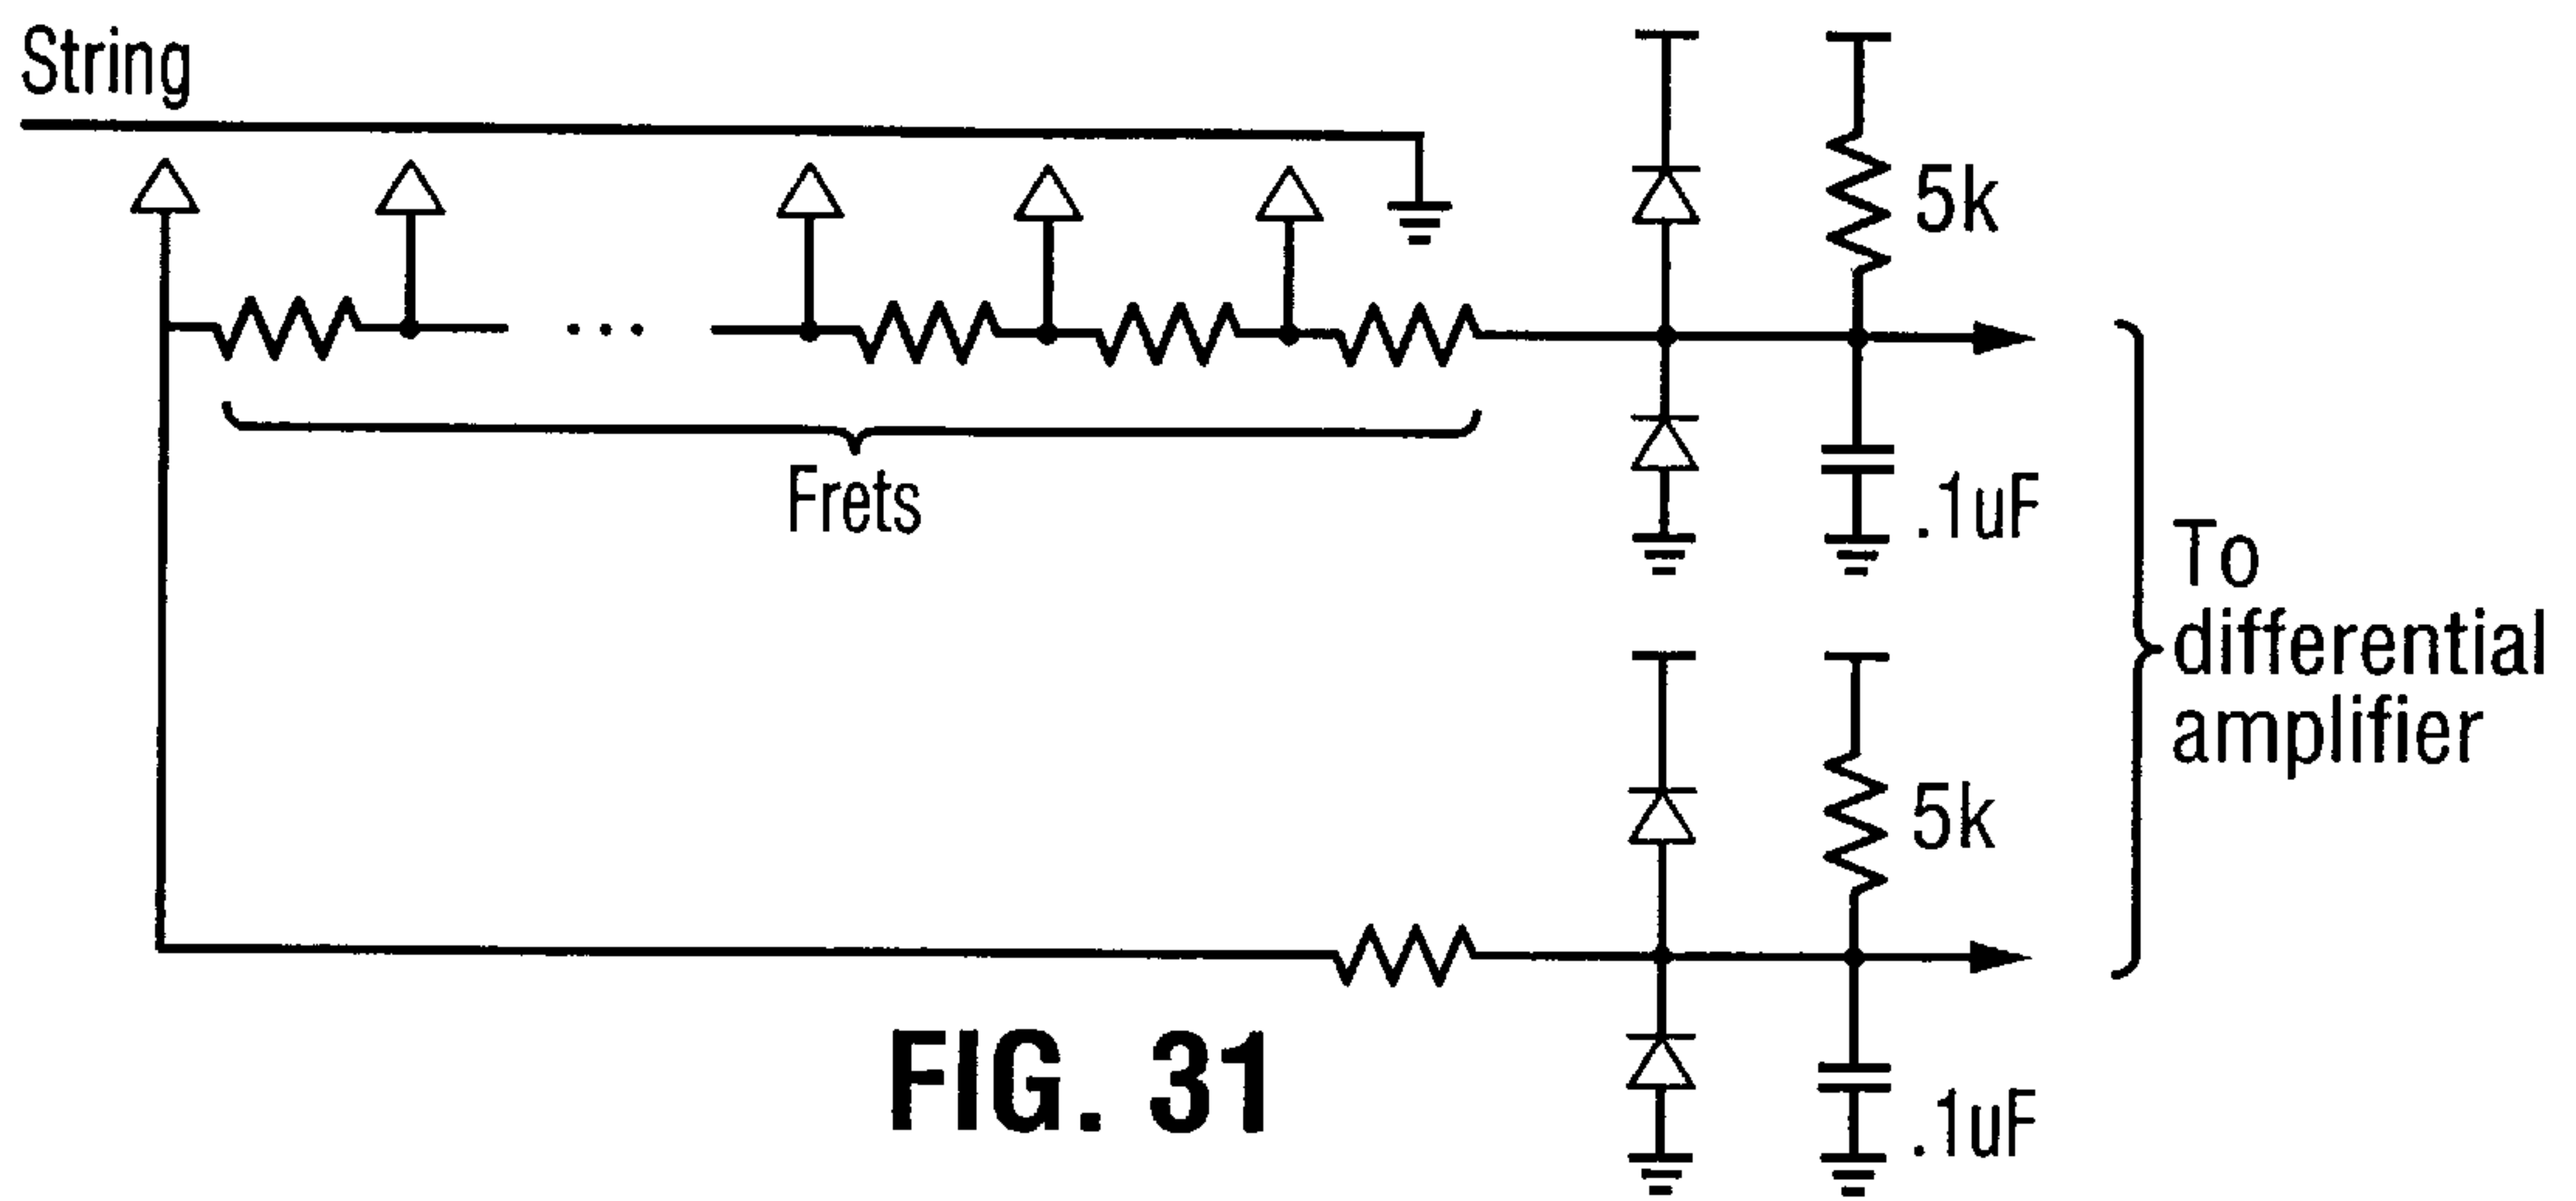 String
5k
Frets
.1uF
To
differential
amplifier
5k
.1uF
FIG. 31